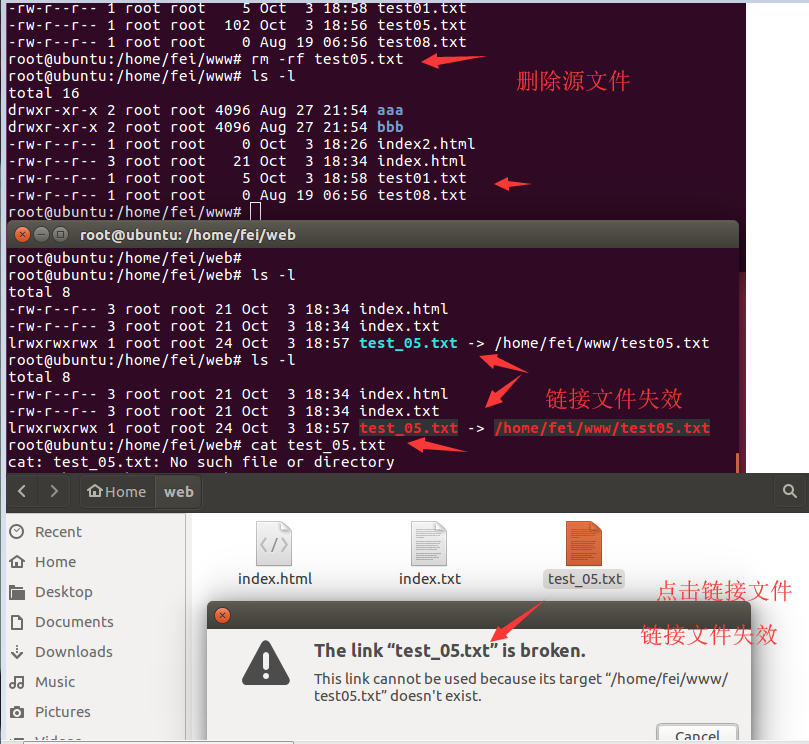 -rw-r--r-- 1 root root    5 Oct  3 18:58 test01.txt
-rw-r--r-- 1 root root  102 Oct  3 18:56 test05.txt
-rw-r--r-- 1 root root    0 Aug 19 06:56 test08.txt
root@ubuntu:/home/fei/www# rm -rf test05.txt
删除源文件
root@ubuntu:/home/fei/www# ls -l
total 16
drwxr-xr-x 2 root root 4096 Aug 27 21:54 aaa
drwxr-xr-x 2 root root 4096 Aug 27 21:54 bbb
-rw-r--r-- 1 root root    0 Oct  3 18:26 index2.html
-rw-r--r-- 3 root root   21 Oct  3 18:34 index.html
-rw-r--r-- 1 root root    5 Oct  3 18:58 test01.txt
-rw-r--r-- 1 root root    0 Aug 19 06:56 test08.txt
root@ubuntu:/home/fei/www#
root@ubuntu: /home/fei/web
root@ubuntu:/home/fei/web#
root@ubuntu:/home/fei/web# ls -l
total 8
-rw-r--r-- 3 root root 21 Oct  3 18:34 index.html
-rw-r--r-- 3 root root 21 Oct  3 18:34 index.txt
lrwxrwxrwx 1 root root 24 Oct  3 18:57 test_05.txt -> /home/fei/www/test05.txt
root@ubuntu:/home/fei/web# ls -l
total 8
-rw-r--r-- 3 root root 21 Oct  3 18:34 index.html
链接文件失效
-rw-r--r-- 3 root root 21 Oct  3 18:34 index.txt
lrwxrwxrwx 1 root root 24 Oct  3 18:57 test_05.txt -> /home/fei/www/test05.txt
root@ubuntu:/home/fei/web# cat test_05.txt
cat: test_05.txt: No such file or directory
Home web
Recent
Home
Desktop
Documents
Downloads
Music
Pictures
Videos
index.html
index.txt
test_05.txt
点击链接文件
链接文件失效
The link “test_05.txt” is broken.
This link cannot be used because its target “/home/fei/www/
test05.txt” doesn't exist.
Cancel